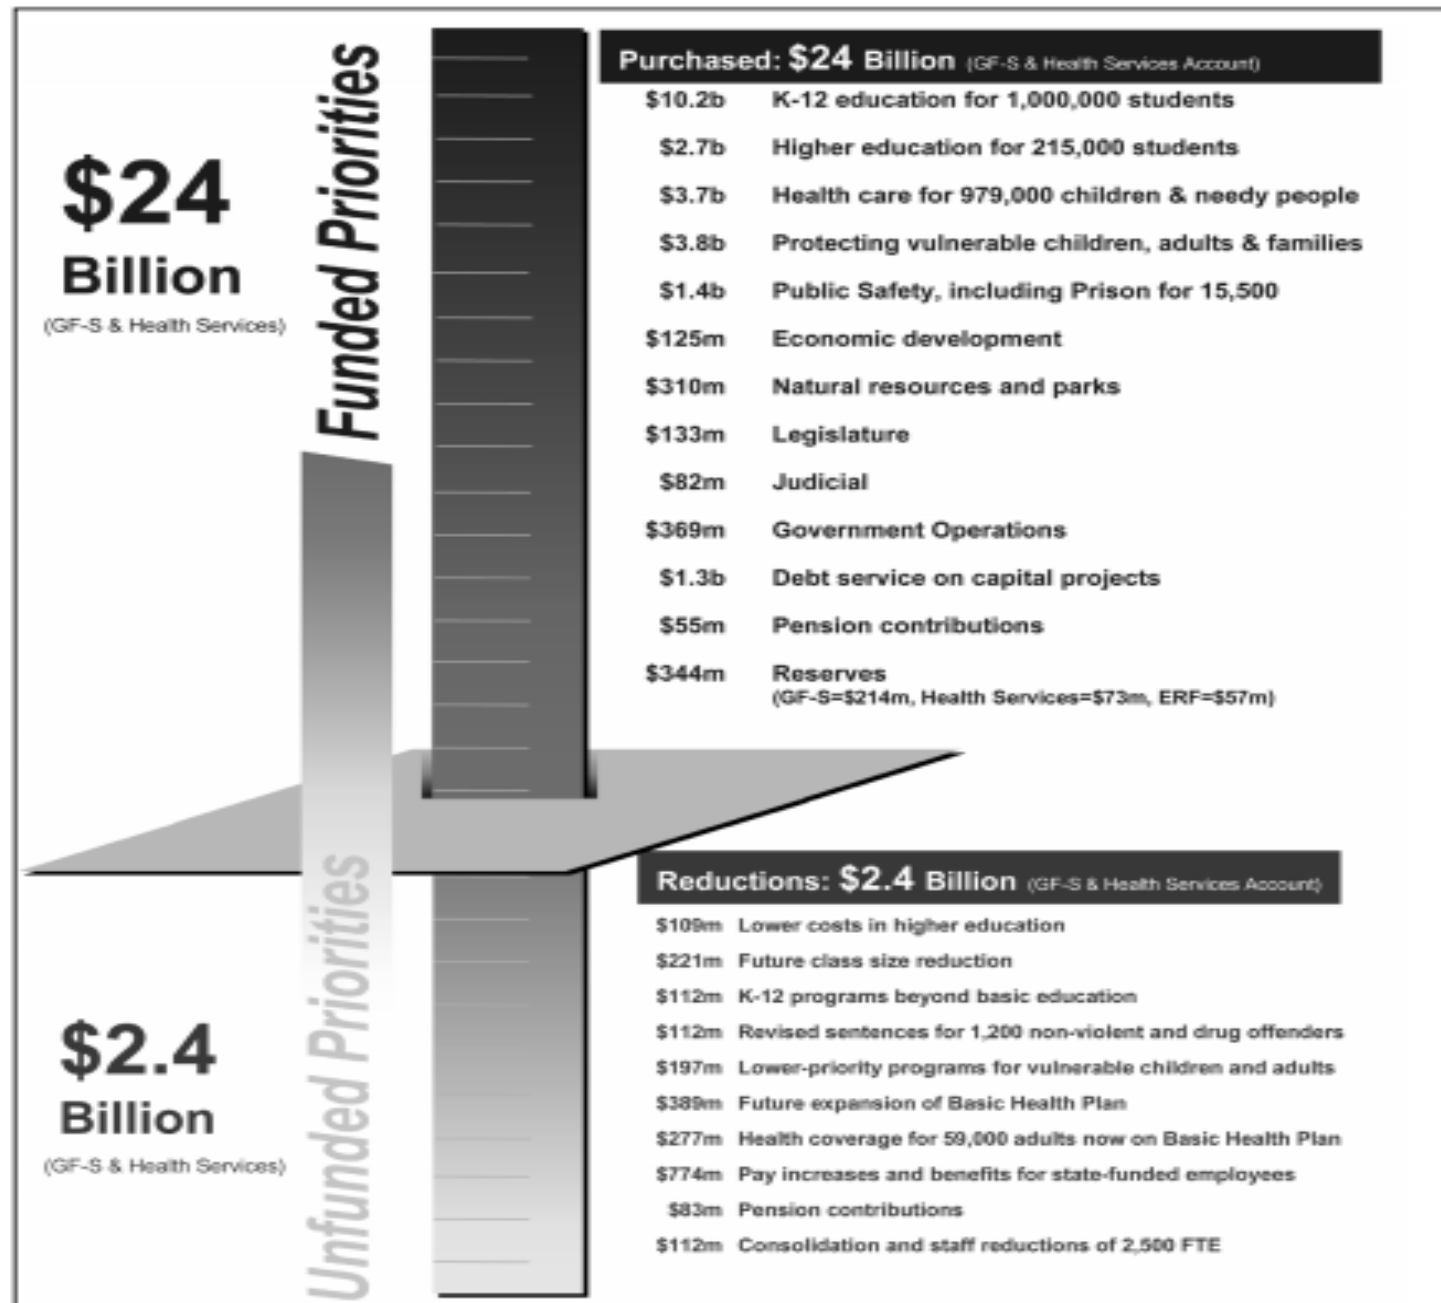 $24
Billion
(GF-S & Health Services)
Funded Priorities
Purchased: $24 Billion (GF-S & Health Services Account)
$10.2b K-12 education for 1,000,000 students
$2.7b Higher education for 215,000 students
$3.7b Health care for 979,000 children & needy people
$3.8b Protecting vulnerable children, adults & families
$1.4b Public Safety, including Prison for 15,500
$125m Economic development
$310m Natural resources and parks
$133m Legislature
$82m Judicial
$369m Government Operations
$1.3b Debt service on capital projects
$55m Pension contributions
$344m Reserves
(GF-S=$214m, Health Services=$73m, ERF=$57m)
$2.4
Billion
(GF-S & Health Services)
Unfunded Priorities
Reductions: $2.4 Billion (GF-S & Health Services Account)
$109m Lower costs in higher education
$221m Future class size reduction
$112m K-12 programs beyond basic education
$112m Revised sentences for 1,200 non-violent and drug offenders
$197m Lower-priority programs for vulnerable children and adults
$389m Future expansion of Basic Health Plan
$277m Health coverage for 59,000 adults now on Basic Health Plan
$774m Pay increases and benefits for state-funded employees
$83m Pension contributions
$112m Consolidation and staff reductions of 2,500 FTE